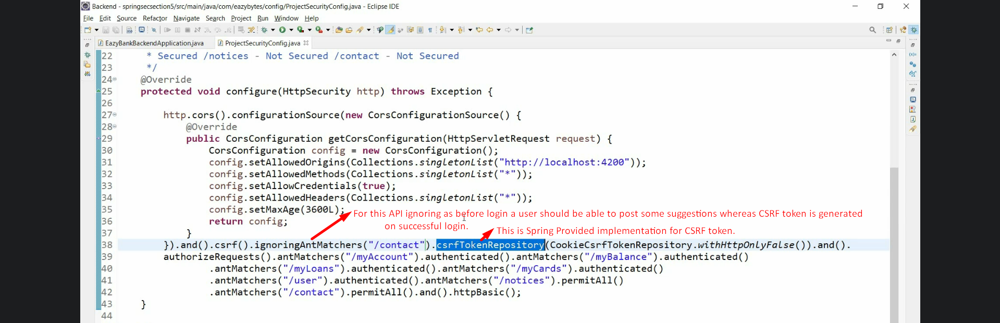 Backend - springsecsection5/src/main/java/com/eazybytes/config/ProjectSecurityConfig.java - Eclipse IDE
File Edit Source Refactor Navigate Search Project Run Window Help
EazyBankBackendApplication.java ProjectSecurityConfig.java
22 * Secured /notices - Not Secured /contact - Not Secured
23 */
24 @Override
25 protected void configure(HttpSecurity http) throws Exception {
26
27 http.cors().configurationSource(new CorsConfigurationSource() {
28 @Override
29 public CorsConfiguration getCorsConfiguration(HttpServletRequest request) {
30 CorsConfiguration config = new CorsConfiguration();
31 config.setAllowedOrigins(Collections.singletonList("http://localhost:4200"));
32 config.setAllowedMethods(Collections.singletonList("*"));
33 config.setAllowCredentials(true);
34 config.setAllowedHeaders(Collections.singletonList("*"));
35 config.setMaxAge(3600L);
For this API ignoring as before login a user should be able to post some suggestions whereas CSRF token is generated
36 return config;
on successful login.
This is Spring Provided implementation for CSRF token.
37 }
38 }).and().csrf().ignoringAntMatchers("/contact").csrfTokenRepository(CookieCsrfTokenRepository.withHttpOnlyFalse()).and().
39 authorizeRequests().antMatchers("/myAccount").authenticated().antMatchers("/myBalance").authenticated()
40 .antMatchers("/myLoans").authenticated().antMatchers("/myCards").authenticated()
41 .antMatchers("/user").authenticated().antMatchers("/notices").permitAll()
42 .antMatchers("/contact").permitAll().and().httpBasic();
43 }
44